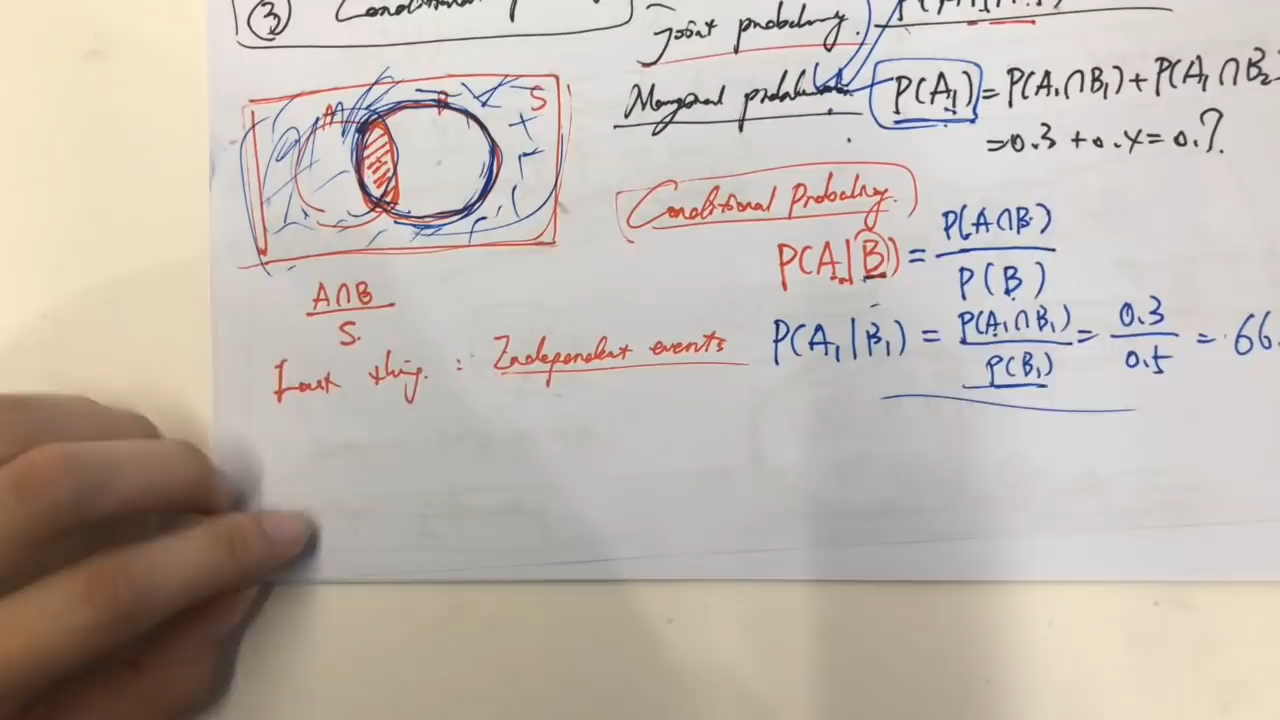 ③ Conditional
Joint probability.
Marginal probability P(A₁) = P(A₁∩B₁) + P(A₁∩B₂
= 0.3 + 0.4 = 0.7.
A B S
Conditional Probability.
P(A|B) = P(A∩B) / P(B)
A∩B / S.
P(A₁|B₁) = P(A₁∩B₁) / P(B₁) = 0.3 / 0.5 = 66.
Last thing. : Independent events